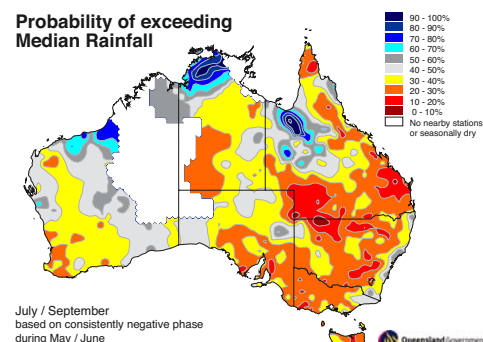 Probability of exceeding
Median Rainfall
90 - 100%
80 - 90%
70 - 80%
60 - 70%
50 - 60%
40 - 50%
30 - 40%
20 - 30%
10 - 20%
0 - 10%
No nearby stations
or seasonally dry
July / September
based on consistently negative phase
during May / June
Queensland Governmen